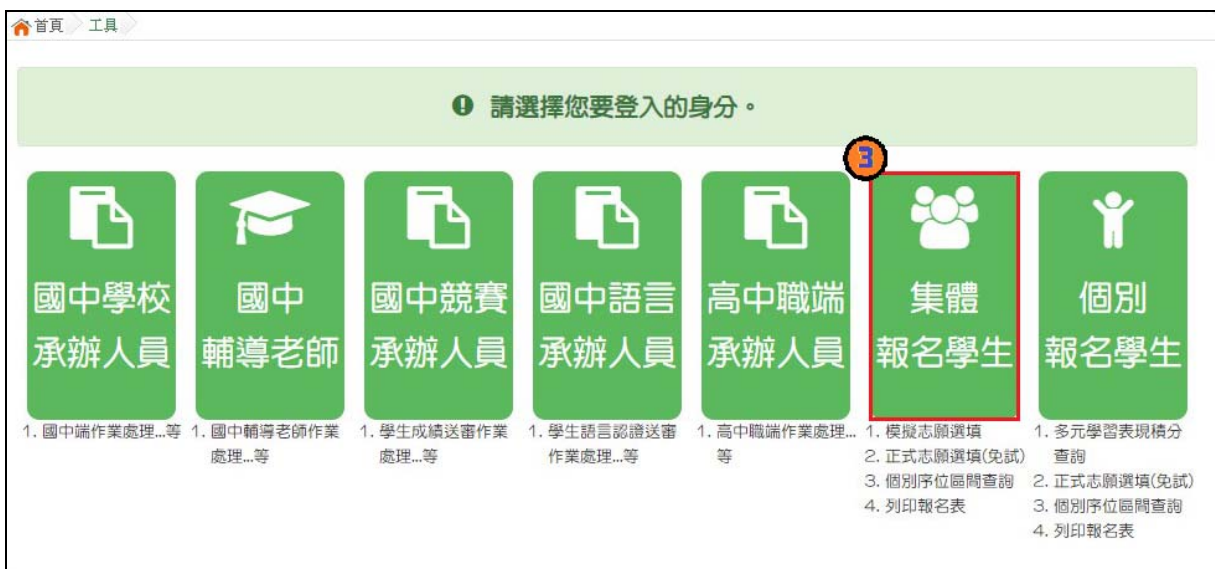 首頁 工具
請選擇您要登入的身分。
3
國中學校
承辦人員
國中
輔導老師
國中競賽
承辦人員
國中語言
承辦人員
高中職端
承辦人員
集體
報名學生
個別
報名學生
1. 國中端作業處理...等
1. 國中輔導老師作業
處理...等
1. 學生成績送審作業
處理...等
1. 學生語言認證送審
作業處理...等
1. 高中職端作業處理...
等
1. 模擬志願選填
2. 正式志願選填(免試)
3. 個別序位區間查詢
4. 列印報名表
1. 多元學習表現積分
查詢
2. 正式志願選填(免試)
3. 個別序位區間查詢
4. 列印報名表